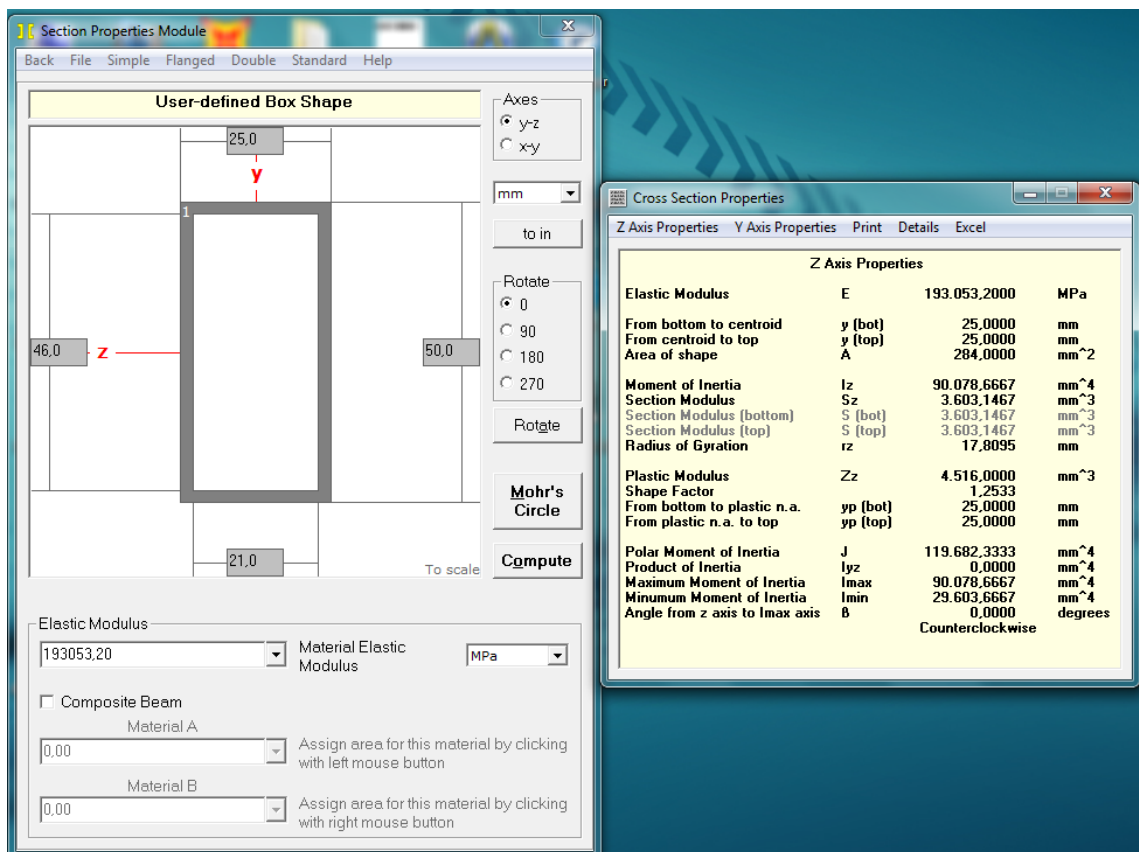 Section Properties Module
Back File Simple Flanged Double Standard Help
User-defined Box Shape
25,0
y
1
46,0
z
50,0
21,0
To scale
Axes
y-z
x-y
mm
to in
Rotate
0
90
180
270
Rotate
Mohr's
Circle
Compute
Elastic Modulus
193053,20
Material Elastic
Modulus
MPa
Composite Beam
Material A
0,00
Assign area for this material by clicking
with left mouse button
Material B
0,00
Assign area for this material by clicking
with right mouse button
r
Cross Section Properties
Z Axis Properties Y Axis Properties Print Details Excel
Z Axis Properties
Elastic Modulus E 193.053,2000 MPa
From bottom to centroid y (bot) 25,0000 mm
From centroid to top y (top) 25,0000 mm
Area of shape A 284,0000 mm^2
Moment of Inertia Iz 90.078,6667 mm^4
Section Modulus Sz 3.603,1467 mm^3
Section Modulus (bottom) S (bot) 3.603,1467 mm^3
Section Modulus (top) S (top) 3.603,1467 mm^3
Radius of Gyration rz 17,8095 mm
Plastic Modulus Zz 4.516,0000 mm^3
Shape Factor 1,2533
From bottom to plastic n.a. yp (bot) 25,0000 mm
From plastic n.a. to top yp (top) 25,0000 mm
Polar Moment of Inertia J 119.682,3333 mm^4
Product of Inertia Iyz 0,0000 mm^4
Maximum Moment of Inertia Imax 90.078,6667 mm^4
Minumum Moment of Inertia Imin 29.603,6667 mm^4
Angle from z axis to Imax axis ß 0,0000 degrees
Counterclockwise